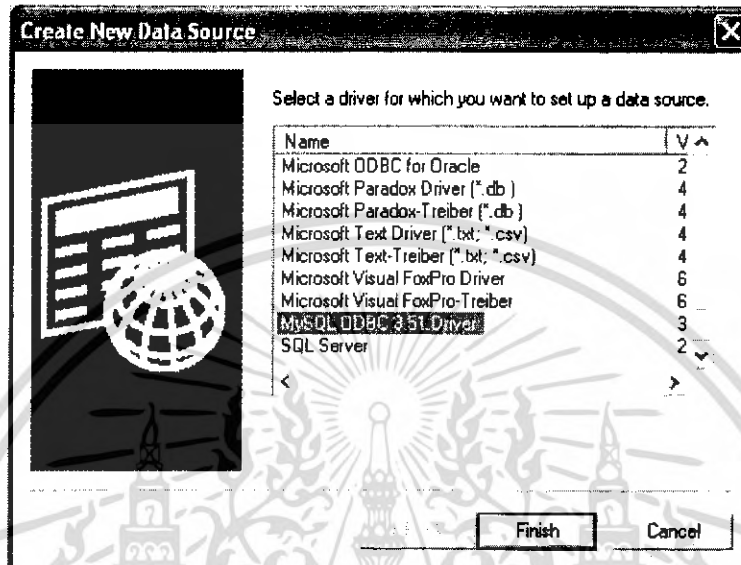 Create New Data Source
Select a driver for which you want to set up a data source.
Name V
Microsoft ODBC for Oracle 2
Microsoft Paradox Driver (*.db ) 4
Microsoft Paradox-Treiber (*.db ) 4
Microsoft Text Driver (*.txt; *.csv) 4
Microsoft Text-Treiber (*.txt; *.csv) 4
Microsoft Visual FoxPro Driver 6
Microsoft Visual FoxPro-Treiber 6
MySQL ODBC 3.51 Driver 3
SQL Server 2
Finish Cancel